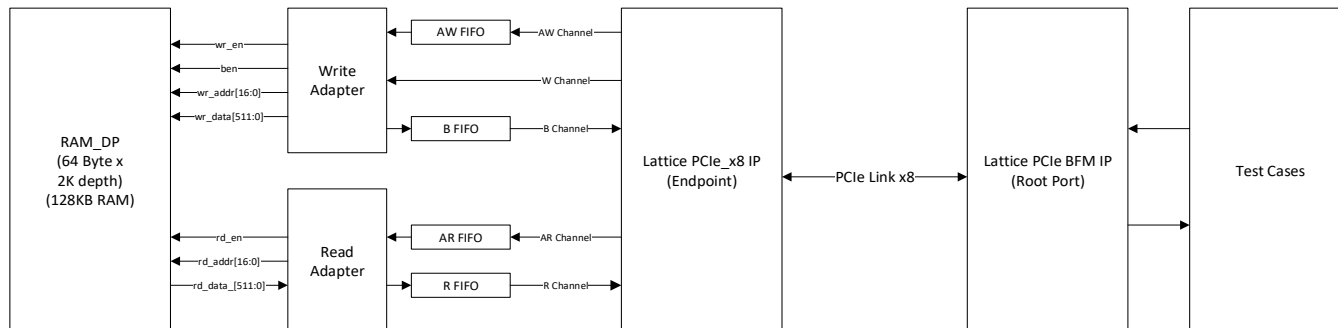 RAM_DP
(64 Byte x
2K depth)
(128KB RAM)
wr_en
ben
wr_addr[16:0]
wr_data[511:0]
rd_en
rd_addr[16:0]
rd_data_[511:0]
Write
Adapter
Read
Adapter
AW FIFO
B FIFO
AR FIFO
R FIFO
AW Channel
W Channel
B Channel
AR Channel
R Channel
Lattice PCIe_x8 IP
(Endpoint)
PCIe Link x8
Lattice PCIe BFM IP
(Root Port)
Test Cases